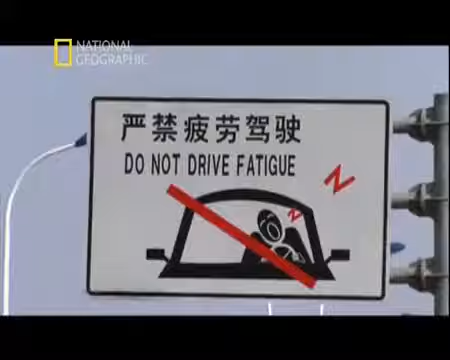 NATIONAL
GEOGRAPHIC
严禁疲劳驾驶
DO NOT DRIVE FATIGUE
Z
Z